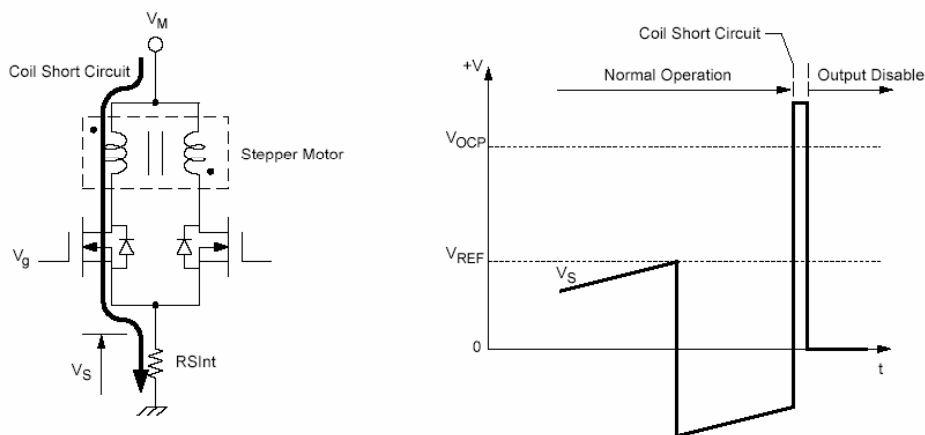 VM
Coil Short Circuit
Stepper Motor
Vg
VS
RSInt
Coil Short Circuit
+V
Normal Operation
Output Disable
VOCP
VREF
VS
0
t